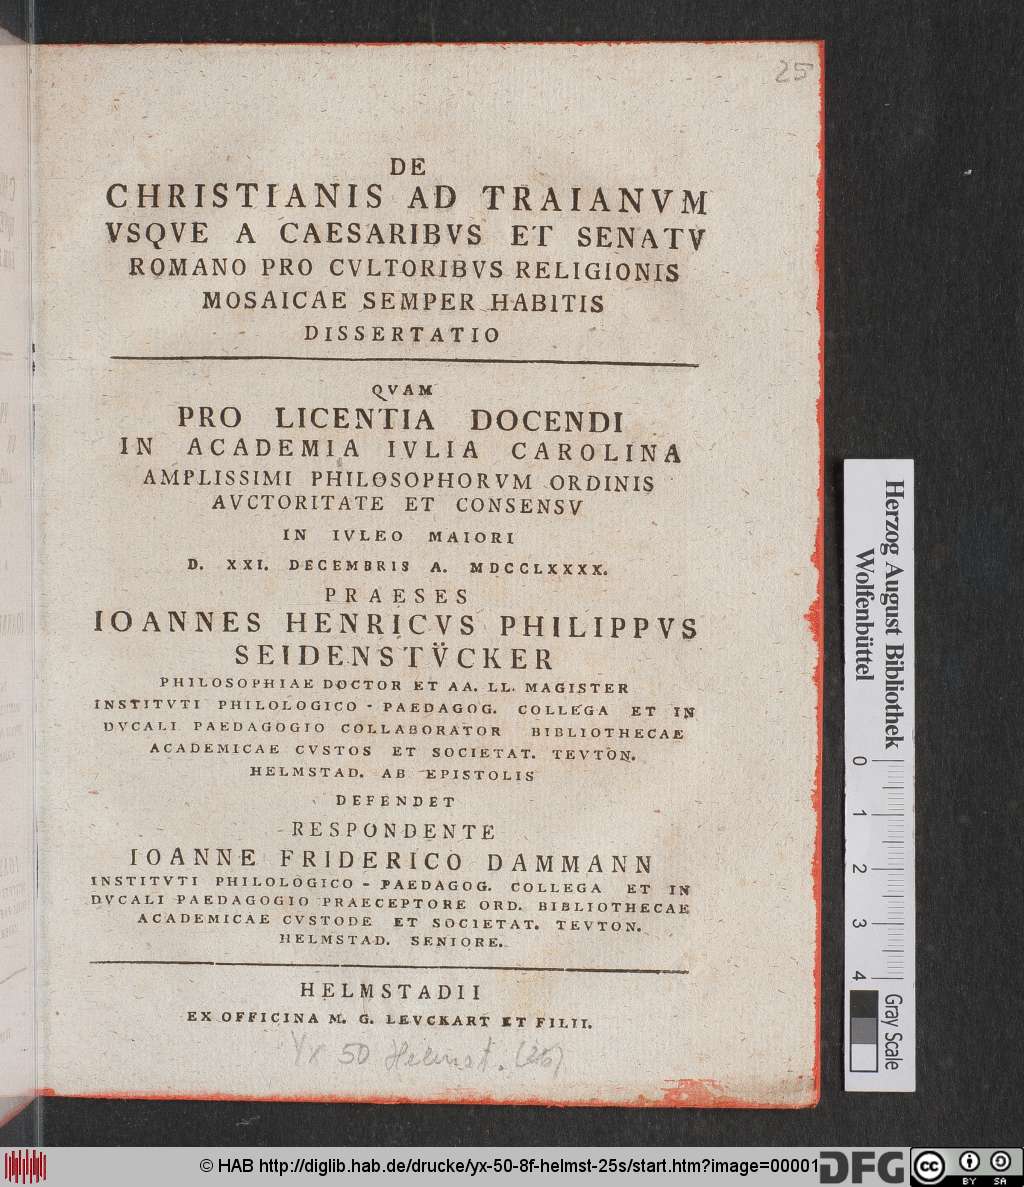 25
DE
CHRISTIANIS AD TRAIANVM
VSQVE A CAESARIBVS ET SENATV
ROMANO PRO CVLTORIBVS RELIGIONIS
MOSAICAE SEMPER HABITIS
DISSERTATIO
QVAM
PRO LICENTIA DOCENDI
IN ACADEMIA IVLIA CAROLINA
AMPLISSIMI PHILOSOPHORVM ORDINIS
AVCTORITATE ET CONSENSV
IN IVLEO MAIORI
D. XXI. DECEMBRIS A. MDCCLXXXX.
PRAESES
IOANNES HENRICVS PHILIPPVS
SEIDENSTÜCKER
PHILOSOPHIAE DOCTOR ET AA. LL. MAGISTER
INSTITVTI PHILOLOGICO - PAEDAGOG. COLLEGA ET IN
DVCALI PAEDAGOGIO COLLABORATOR BIBLIOTHECAE
ACADEMICAE CVSTOS ET SOCIETAT. TEVTON.
HELMSTAD. AB EPISTOLIS
DEFENDET
RESPONDENTE
IOANNE FRIDERICO DAMMANN
INSTITVTI PHILOLOGICO - PAEDAGOG. COLLEGA ET IN
DVCALI PAEDAGOGIO PRAECEPTORE ORD. BIBLIOTHECAE
ACADEMICAE CVSTODE ET SOCIETAT. TEVTON.
HELMSTAD. SENIORE.
HELMSTADII
EX OFFICINA M. G. LEVCKART ET FILII.
Yx 50 Helmst. (25)
Herzog August Bibliothek
Wolfenbüttel
0 1 2 3 4
Gray Scale
© HAB http://diglib.hab.de/drucke/yx-50-8f-helmst-25s/start.htm?image=00001
DFG
cc BY SA